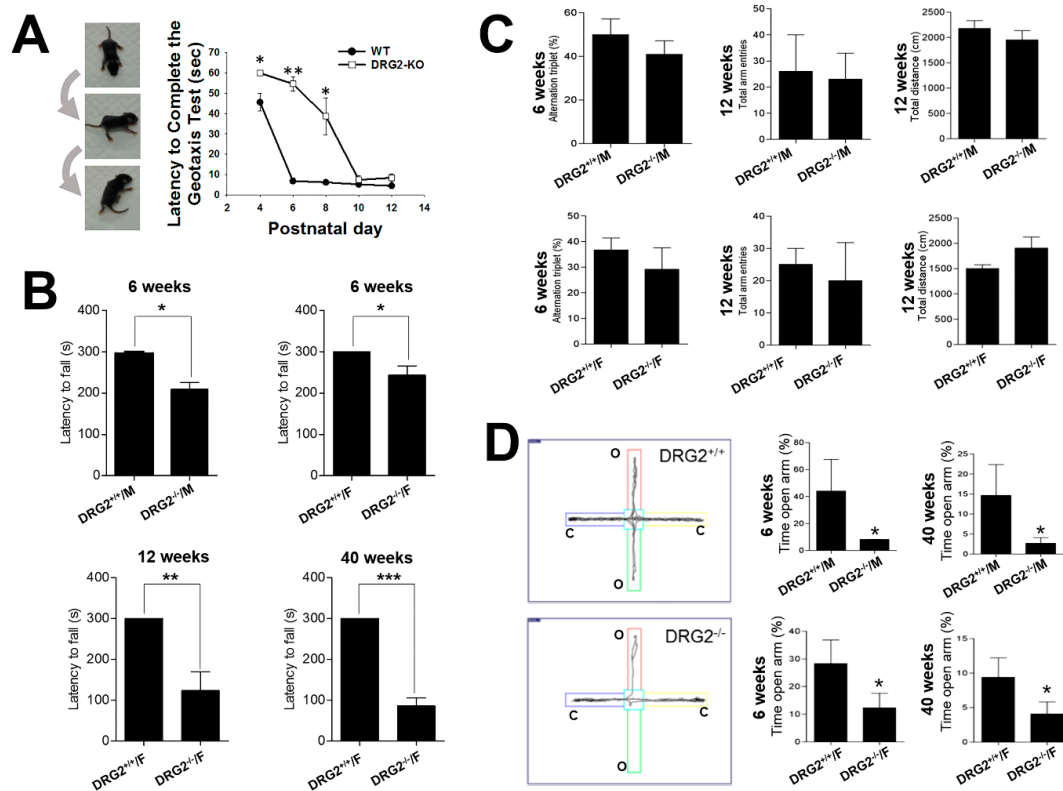 A
Latency to Complete the
Geotaxis Test (sec)
WT
DRG2-KO
70
60
50
40
30
20
10
0
* ** *
2 4 6 8 10 12 14
Postnatal day
B
6 weeks
Latency to fall (s)
400
300
200
100
0
*
DRG2+/+/M DRG2-/-/M
6 weeks
Latency to fall (s)
400
300
200
100
0
*
DRG2+/+/F DRG2-/-/F
12 weeks
Latency to fall (s)
400
300
200
100
0
**
DRG2+/+/F DRG2-/-/F
40 weeks
Latency to fall (s)
400
300
200
100
0
***
DRG2+/+/F DRG2-/-/F
C
6 weeks
Alternation triplet (%)
60
40
20
0
DRG2+/+/M DRG2-/-/M
12 weeks
Total arm entries
50
40
30
20
10
0
DRG2+/+/M DRG2-/-/M
12 weeks
Total distance (cm)
2500
2000
1500
1000
500
0
DRG2+/+/M DRG2-/-/M
6 weeks
Alternation triplet (%)
50
40
30
20
10
0
DRG2+/+/F DRG2-/-/F
12 weeks
Total arm entries
40
30
20
10
0
DRG2+/+/F DRG2-/-/F
12 weeks
Total distance (cm)
2500
2000
1500
1000
500
0
DRG2+/+/F DRG2-/-/F
D
DRG2+/+
O
C C
O
DRG2-/-
O
C C
O
6 weeks
Time open arm (%)
80
60
40
20
0
*
DRG2+/+/M DRG2-/-/M
40 weeks
Time open arm (%)
25
20
15
10
5
0
*
DRG2+/+/M DRG2-/-/M
6 weeks
Time open arm (%)
40
30
20
10
0
*
DRG2+/+/F DRG2-/-/F
40 weeks
Time open arm (%)
15
10
5
0
*
DRG2+/+/F DRG2-/-/F